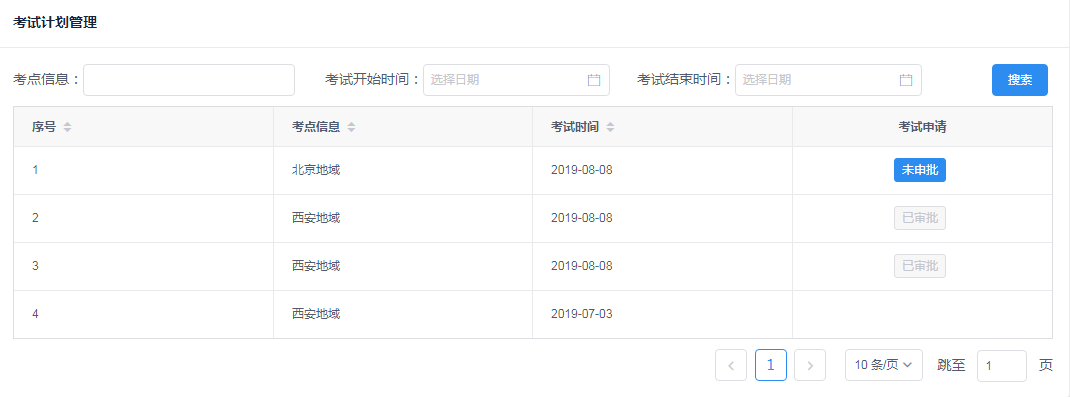 考试计划管理
考点信息： 考试开始时间： 选择日期 考试结束时间： 选择日期 搜索
序号 考点信息 考试时间 考试申请
1 北京地域 2019-08-08 未审批
2 西安地域 2019-08-08 已审批
3 西安地域 2019-08-08 已审批
4 西安地域 2019-07-03
1 10 条/页 跳至 1 页